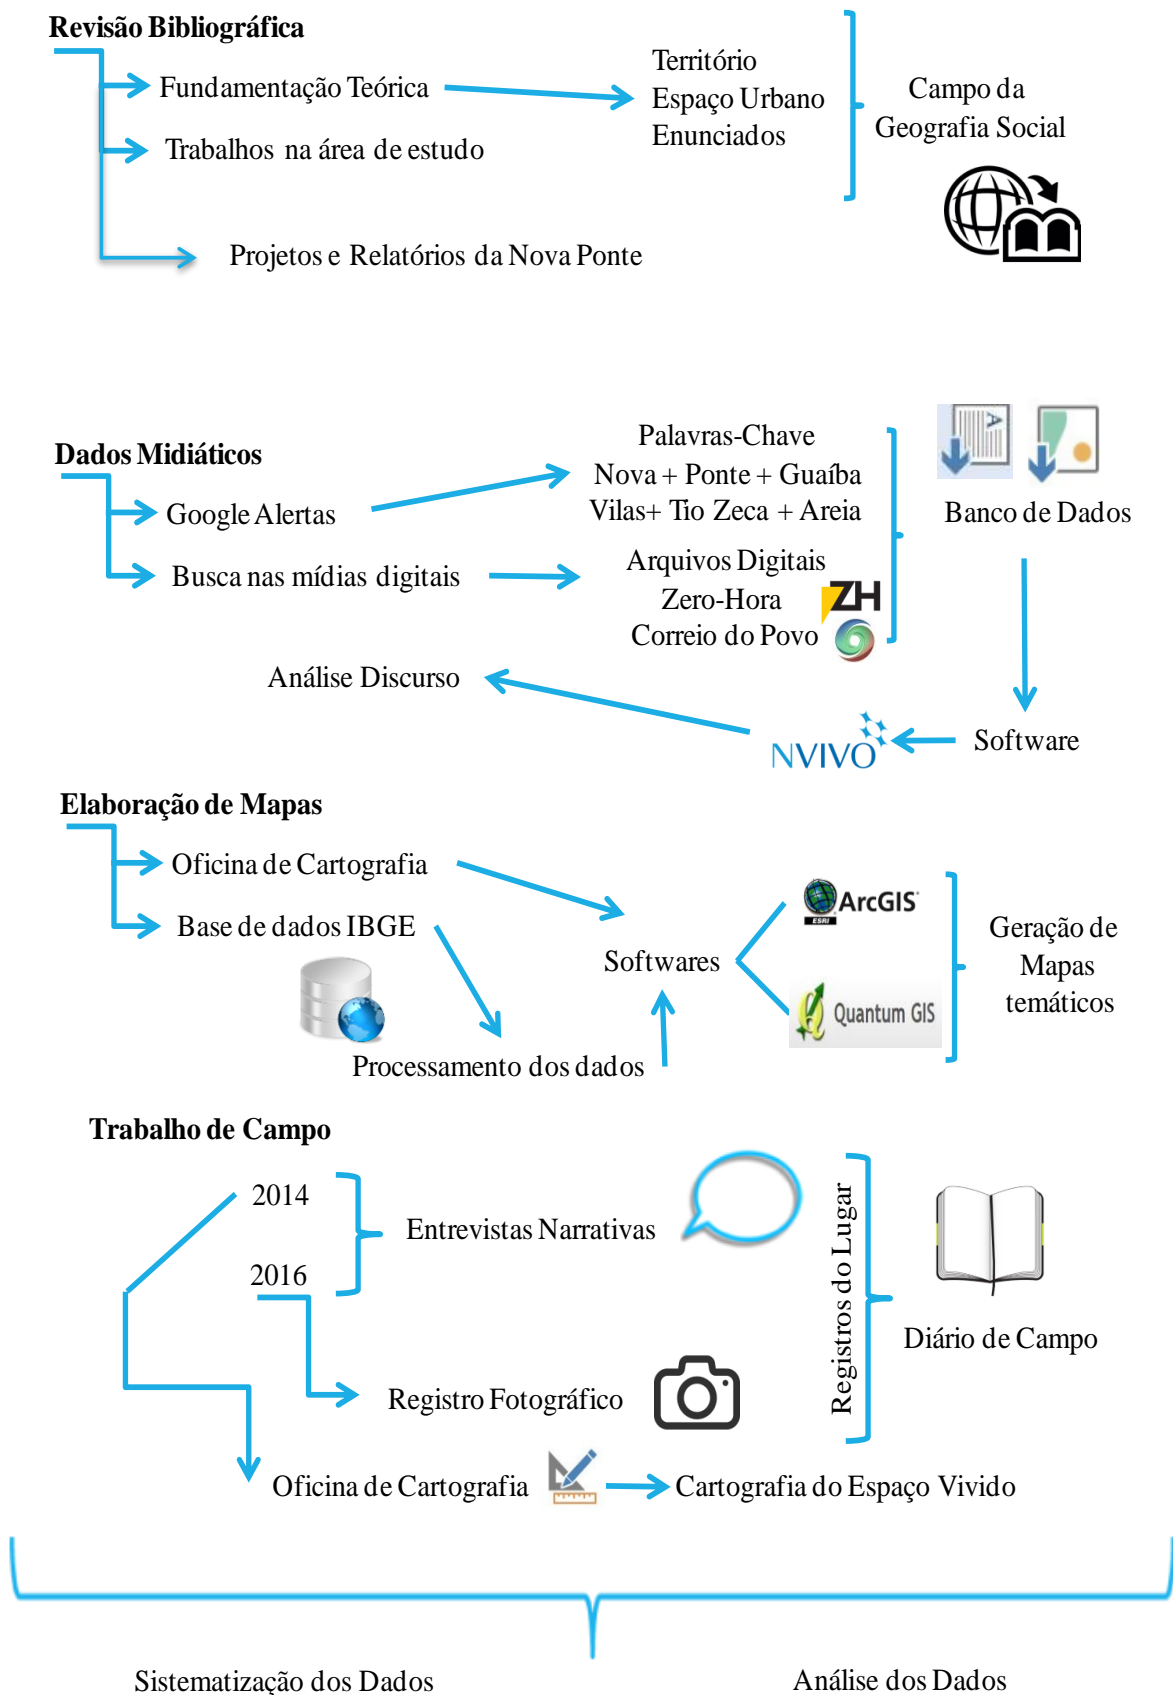 Revisão Bibliográfica
Fundamentação Teórica
Território
Espaço Urbano
Enunciados
Campo da
Geografia Social
Trabalhos na área de estudo
Projetos e Relatórios da Nova Ponte
Dados Midiáticos
Google Alertas
Palavras-Chave
Nova + Ponte + Guaíba
Vilas+ Tio Zeca + Areia
A
Banco de Dados
Busca nas mídias digitais
Arquivos Digitais
Zero-Hora ZH
Correio do Povo
Análise Discurso
NVIVO
Software
Elaboração de Mapas
Oficina de Cartografia
Base de dados IBGE
Softwares
ArcGIS
ESRI
Quantum GIS
Geração de
Mapas
temáticos
Processamento dos dados
Trabalho de Campo
2014
2016
Entrevistas Narrativas
Registro Fotográfico
Registros do Lugar
Diário de Campo
Oficina de Cartografia
Cartografia do Espaço Vivido
Sistematização dos Dados
Análise dos Dados